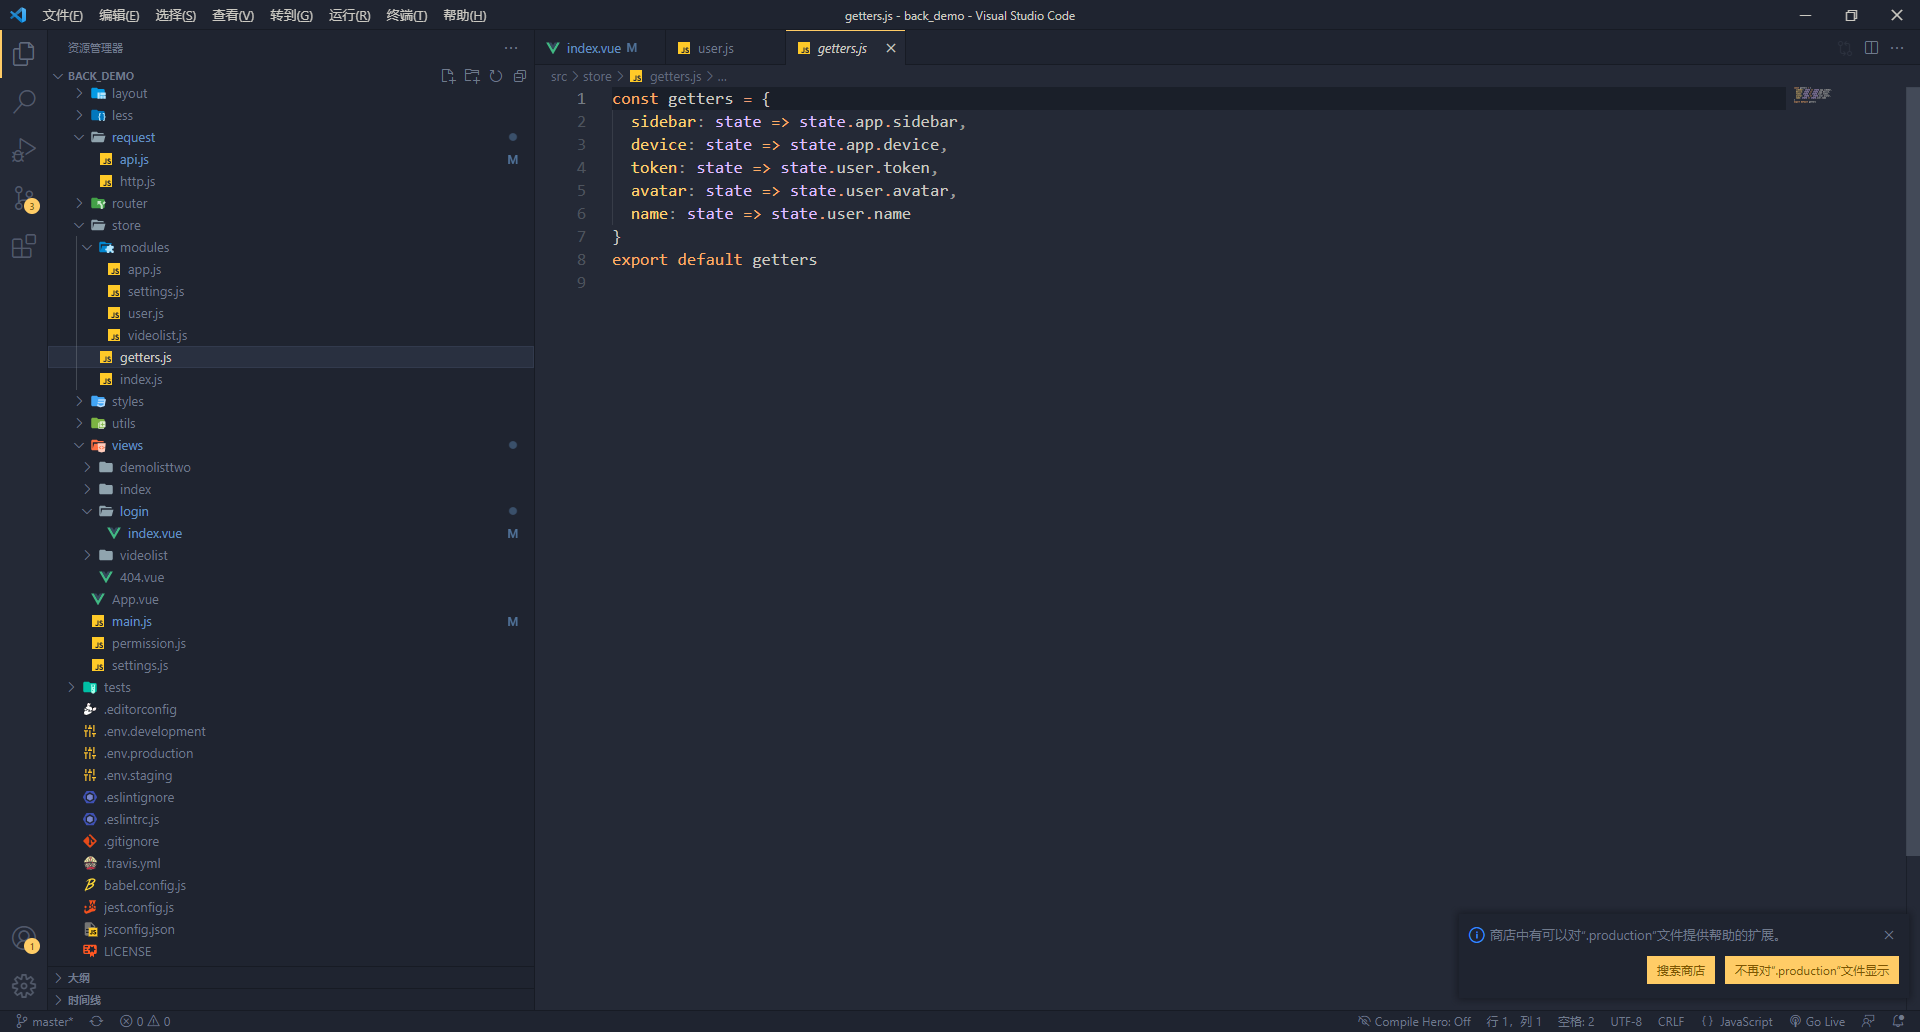 文件(F) 编辑(E) 选择(S) 查看(V) 转到(G) 运行(R) 终端(T) 帮助(H)
getters.js - back_demo - Visual Studio Code
资源管理器
BACK_DEMO
layout
less
request
api.js M
http.js
router
store
modules
app.js
settings.js
user.js
videolist.js
getters.js
index.js
styles
utils
views
demolisttwo
index
login
index.vue M
videolist
404.vue
App.vue
main.js M
permission.js
settings.js
tests
.editorconfig
.env.development
.env.production
.env.staging
.eslintignore
.eslintrc.js
.gitignore
.travis.yml
babel.config.js
jest.config.js
jsconfig.json
LICENSE
大纲
时间线
3
1
index.vue M
user.js
getters.js
src > store > getters.js > ...
1 const getters = {
2 sidebar: state => state.app.sidebar,
3 device: state => state.app.device,
4 token: state => state.user.token,
5 avatar: state => state.user.avatar,
6 name: state => state.user.name
7 }
8 export default getters
9
商店中有可以对“.production”文件提供帮助的扩展。
搜索商店
不再对“.production”文件显示
master* 0 0
Compile Hero: Off 行 1，列 1 空格: 2 UTF-8 CRLF { } JavaScript Go Live